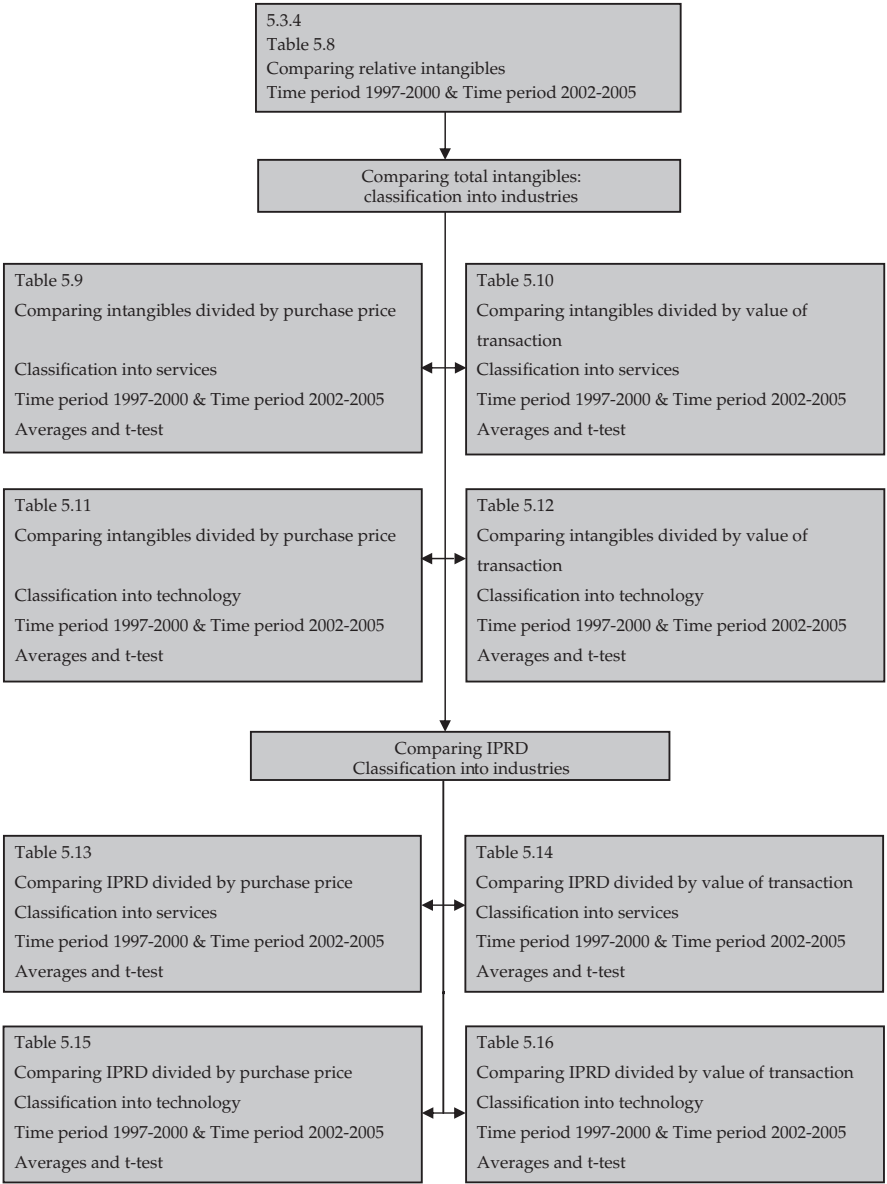 5.3.4
Table 5.8
Comparing relative intangibles
Time period 1997-2000 & Time period 2002-2005
Comparing total intangibles:
classification into industries
Table 5.9
Comparing intangibles divided by purchase price
Classification into services
Time period 1997-2000 & Time period 2002-2005
Averages and t-test
Table 5.10
Comparing intangibles divided by value of
transaction
Classification into services
Time period 1997-2000 & Time period 2002-2005
Averages and t-test
Table 5.11
Comparing intangibles divided by purchase price
Classification into technology
Time period 1997-2000 & Time period 2002-2005
Averages and t-test
Table 5.12
Comparing intangibles divided by value of
transaction
Classification into technology
Time period 1997-2000 & Time period 2002-2005
Averages and t-test
Comparing IPRD
Classification into industries
Table 5.13
Comparing IPRD divided by purchase price
Classification into services
Time period 1997-2000 & Time period 2002-2005
Averages and t-test
Table 5.14
Comparing IPRD divided by value of transaction
Classification into services
Time period 1997-2000 & Time period 2002-2005
Averages and t-test
Table 5.15
Comparing IPRD divided by purchase price
Classification into technology
Time period 1997-2000 & Time period 2002-2005
Averages and t-test
Table 5.16
Comparing IPRD divided by value of transaction
Classification into technology
Time period 1997-2000 & Time period 2002-2005
Averages and t-test